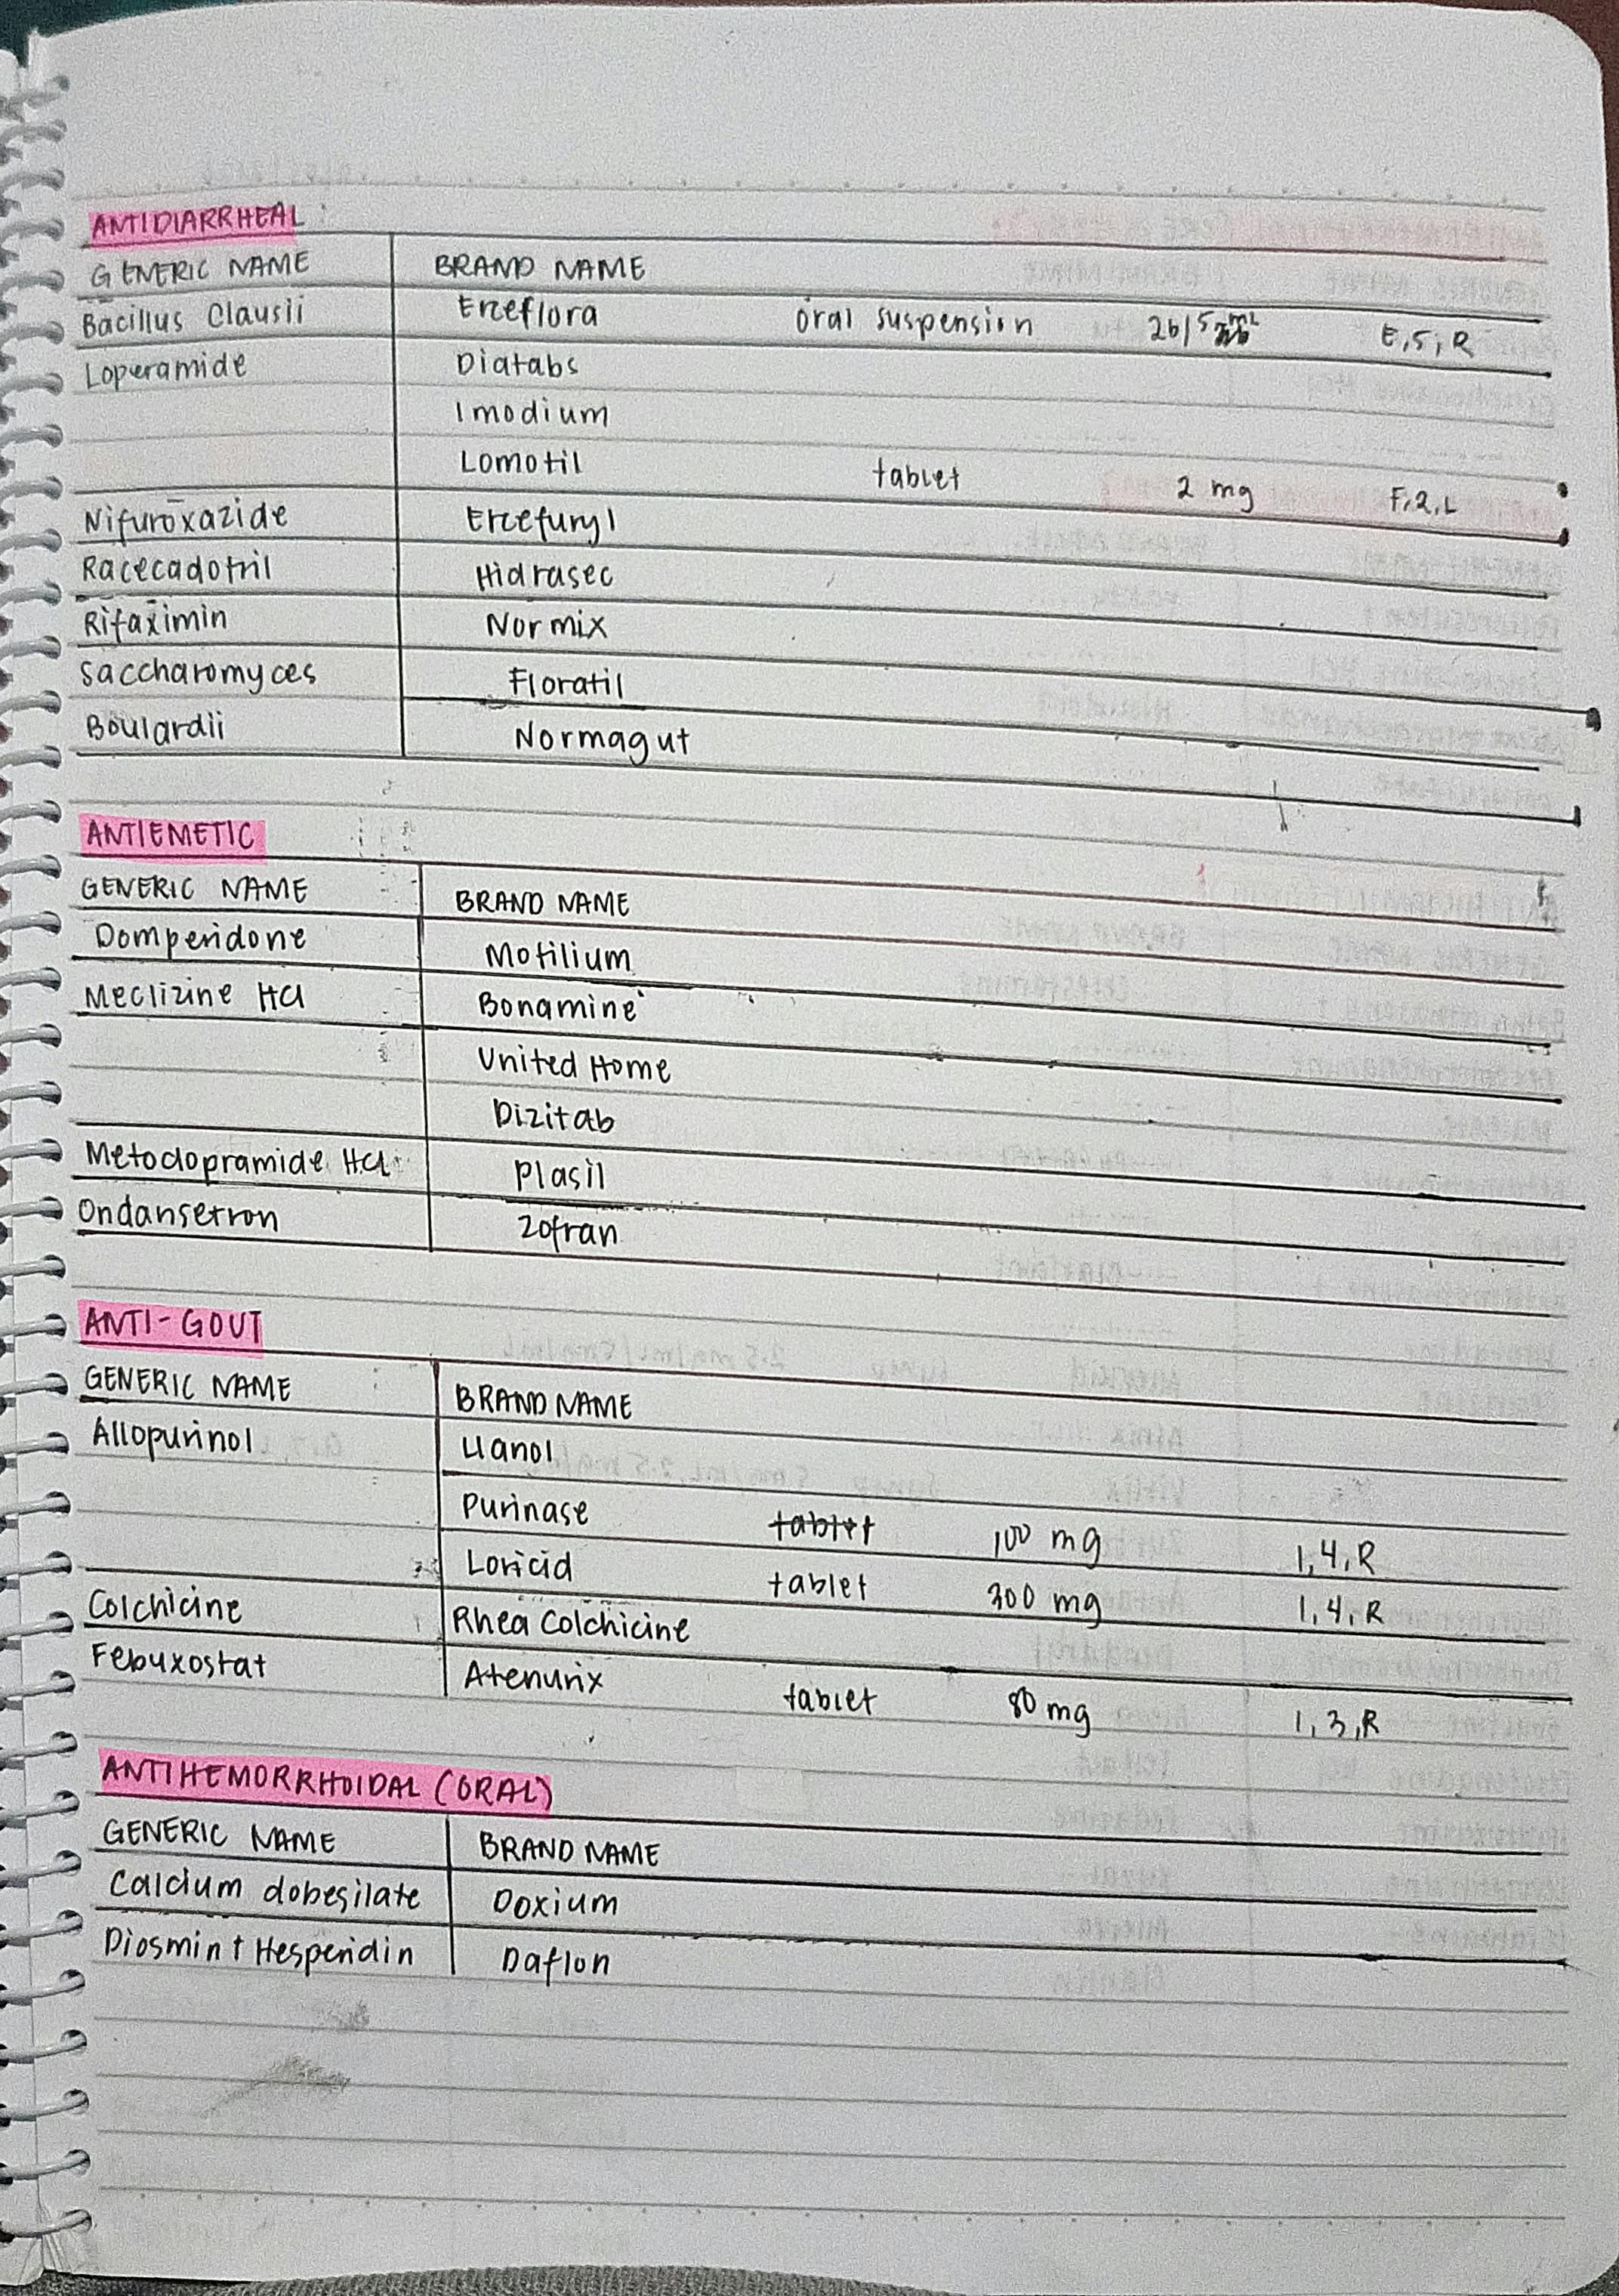 ANTIDIARRHEAL :
GENERIC NAME BRAND NAME
Bacillus Clausii Erceflora oral suspension 2b/5 mL E,5,R
Loperamide Diatabs
Imodium
Lomotil tablet 2 mg F,2,L
Nifuroxazide Ercefuryl
Racecadotril Hidrasec
Rifaximin Normix
Saccharomyces Floratil
Boulardii Normagut
ANTIEMETIC
GENERIC NAME BRAND NAME
Domperidone Motilium
Meclizine HCl Bonamine
United Home
Dizitab
Metoclopramide HCl Plasil
Ondansetron Zofran
ANTI-GOUT
GENERIC NAME BRAND NAME
Allopurinol Llanol
Purinase tablet 100 mg 1,4,R
Loricid tablet 300 mg 1,4,R
Colchicine Rhea Colchicine
Febuxostat Atenurix tablet 80 mg 1,3,R
ANTIHEMORRHOIDAL (ORAL)
GENERIC NAME BRAND NAME
Calcium dobesilate Doxium
Diosmin + Hesperidin Daflon